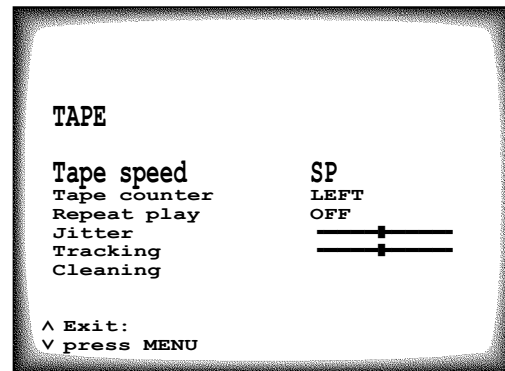 TAPE
Tape speed SP
Tape counter LEFT
Repeat play OFF
Jitter
Tracking
Cleaning
^ Exit:
v press MENU